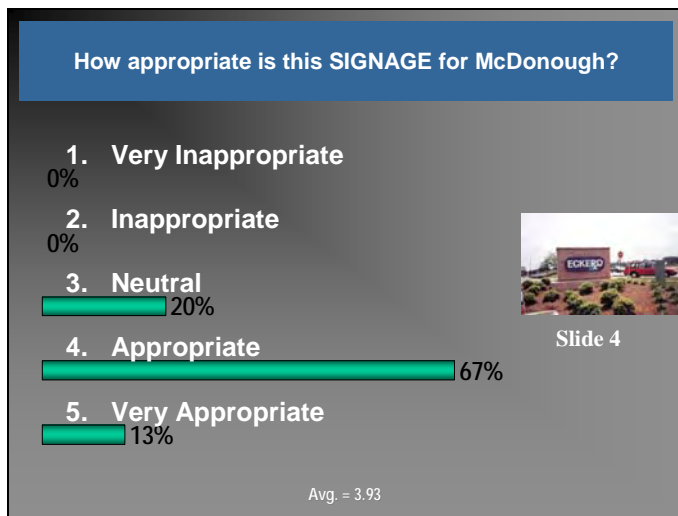 How appropriate is this SIGNAGE for McDonough?
1. Very Inappropriate
0%
2. Inappropriate
0%
3. Neutral
20%
4. Appropriate
67%
5. Very Appropriate
13%
ECKERD
Slide 4
Avg. = 3.93